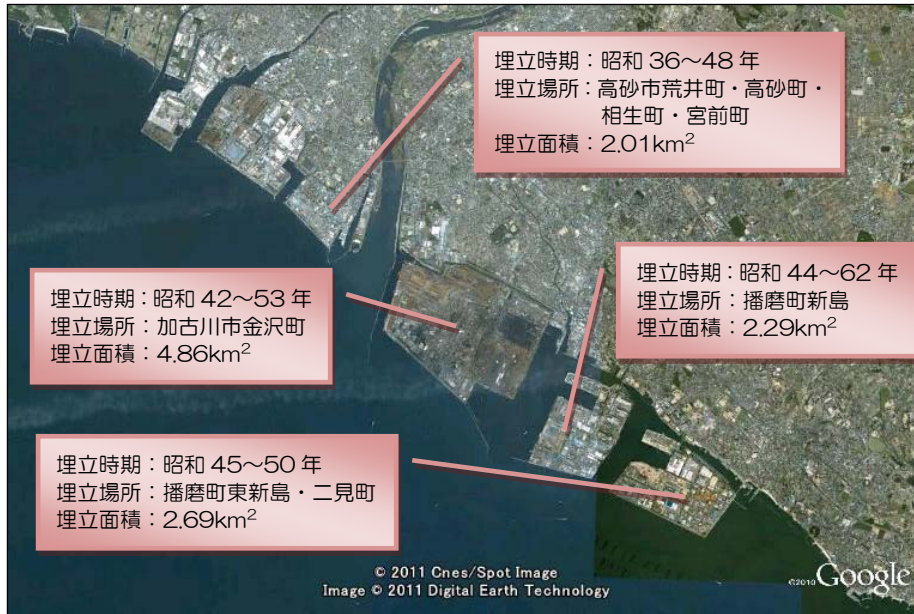 埋立時期：昭和 36～48 年
埋立場所：高砂市荒井町・高砂町・
相生町・宮前町
埋立面積：2.01km²
埋立時期：昭和 44～62 年
埋立場所：播磨町新島
埋立面積：2.29km²
埋立時期：昭和 42～53 年
埋立場所：加古川市金沢町
埋立面積：4.86km²
埋立時期：昭和 45～50 年
埋立場所：播磨町東新島・二見町
埋立面積：2.69km²
© 2011 Cnes/Spot Image
Image © 2011 Digital Earth Technology
©2010 Google